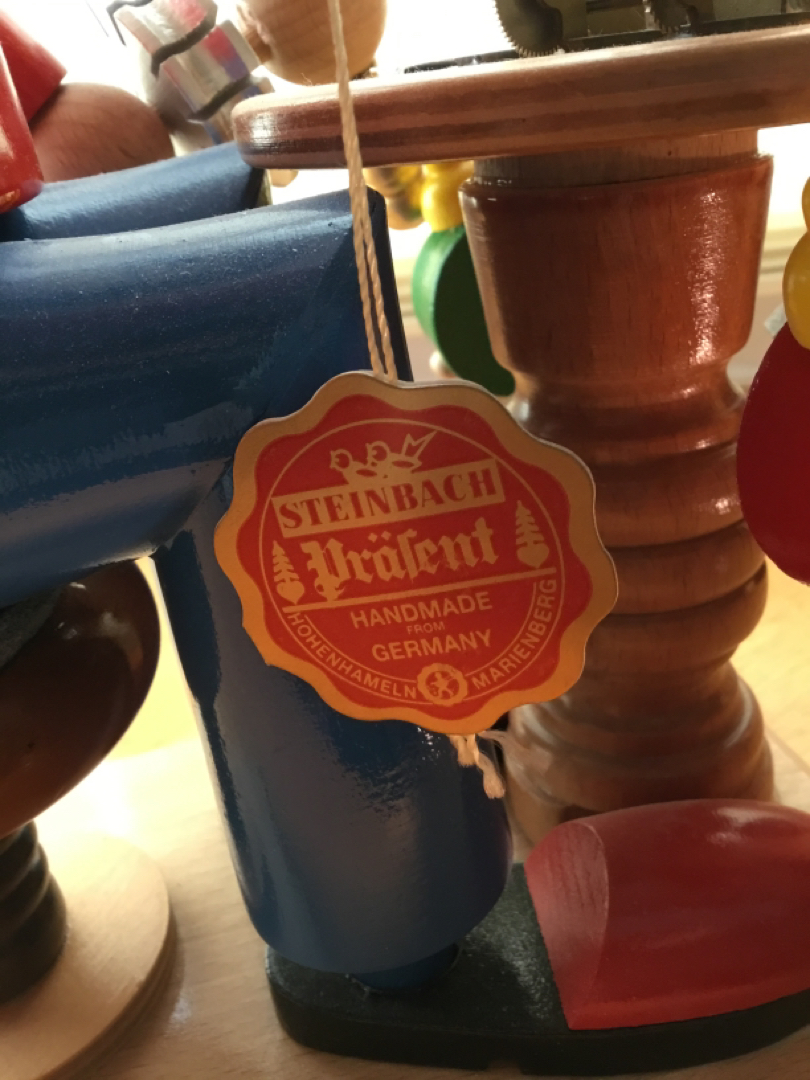 STEINBACH
Präſent
HANDMADE
FROM
GERMANY
HOHENHAMELN MARIENBERG